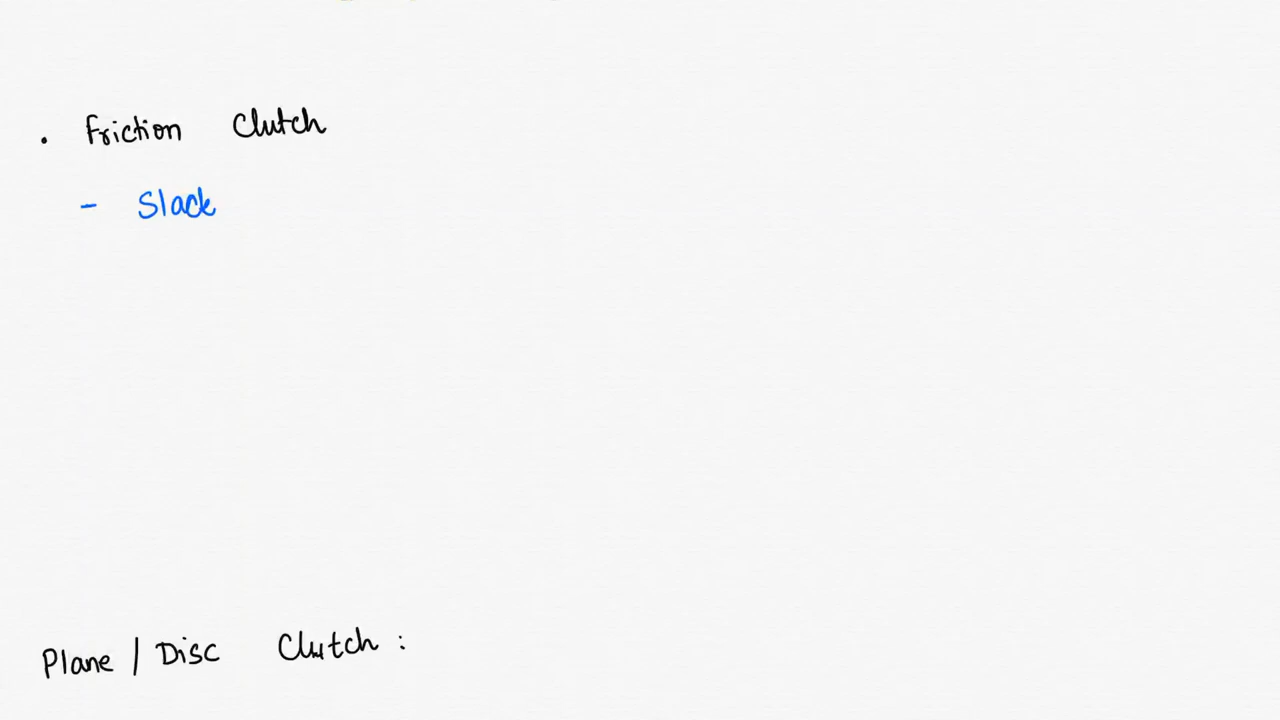 . Friction Clutch
- Slack
Plane / Disc Clutch :